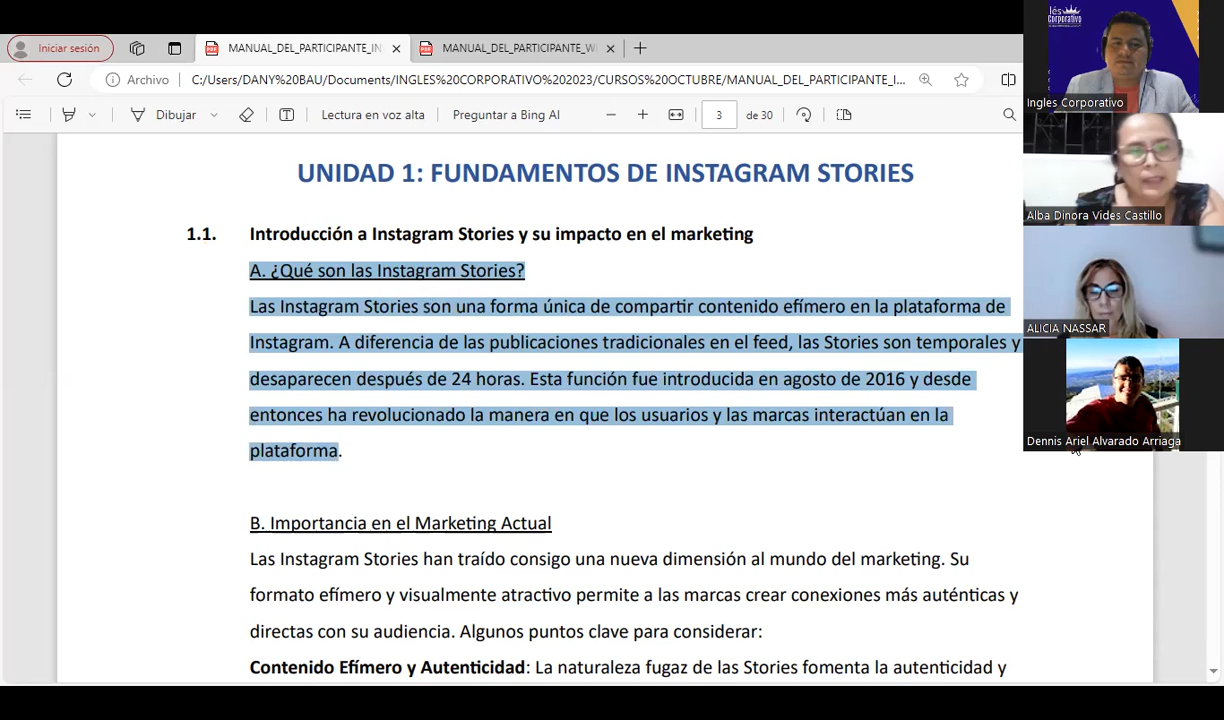 Iniciar sesión
MANUAL_DEL_PARTICIPANTE_IN
MANUAL_DEL_PARTICIPANTE_W
Archivo
C:/Users/DANY%20BAU/Documents/INGLES%20CORPORATIVO%202023/CURSOS%20OCTUBRE/MANUAL_DEL_PARTICIPANTE_I...
Dibujar
Lectura en voz alta
Preguntar a Bing AI
3 de 30
UNIDAD 1: FUNDAMENTOS DE INSTAGRAM STORIES
1.1. Introducción a Instagram Stories y su impacto en el marketing
A. ¿Qué son las Instagram Stories?
Las Instagram Stories son una forma única de compartir contenido efímero en la plataforma de
Instagram. A diferencia de las publicaciones tradicionales en el feed, las Stories son temporales y
desaparecen después de 24 horas. Esta función fue introducida en agosto de 2016 y desde
entonces ha revolucionado la manera en que los usuarios y las marcas interactúan en la
plataforma.
B. Importancia en el Marketing Actual
Las Instagram Stories han traído consigo una nueva dimensión al mundo del marketing. Su
formato efímero y visualmente atractivo permite a las marcas crear conexiones más auténticas y
directas con su audiencia. Algunos puntos clave para considerar:
Contenido Efímero y Autenticidad: La naturaleza fugaz de las Stories fomenta la autenticidad y
lés
Corporativo
Ingles Corporativo
Alba Dinora Vides Castillo
ALICIA NASSAR
Dennis Ariel Alvarado Arriaga